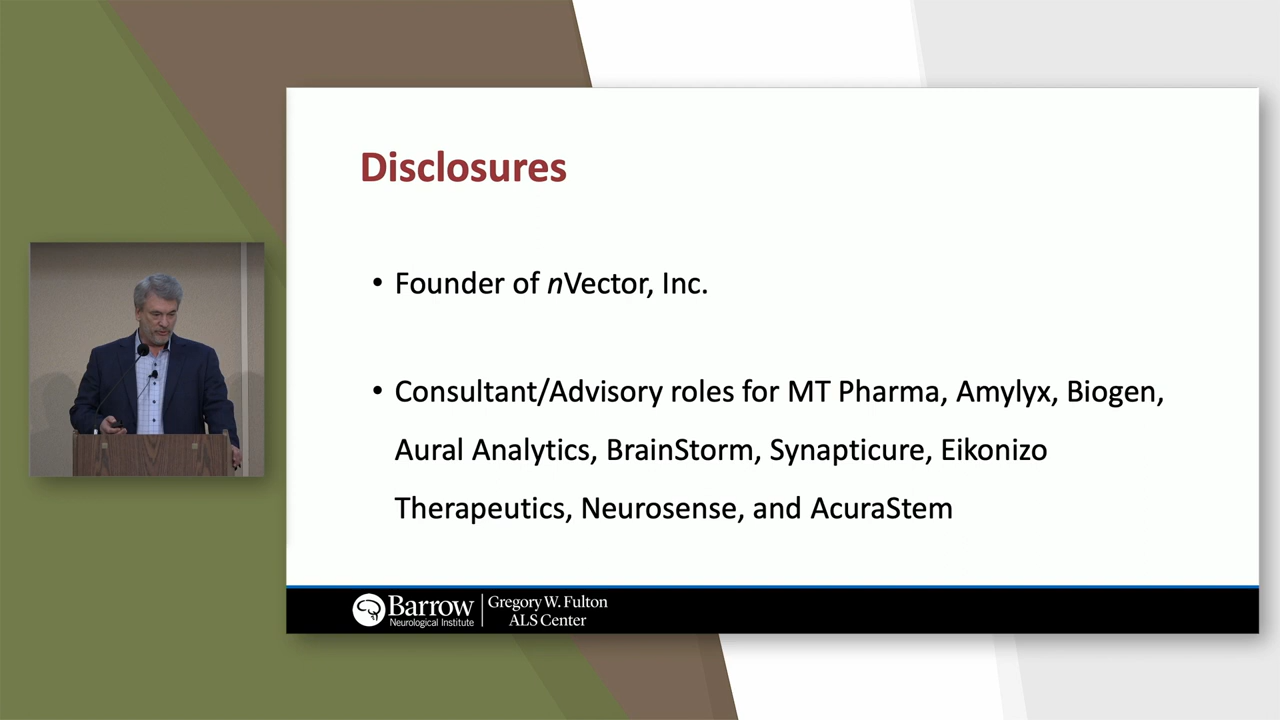 Disclosures
• Founder of nVector, Inc.
• Consultant/Advisory roles for MT Pharma, Amylyx, Biogen,
Aural Analytics, BrainStorm, Synapticure, Eikonizo
Therapeutics, Neurosense, and AcuraStem
Barrow
Neurological Institute
Gregory W. Fulton
ALS Center